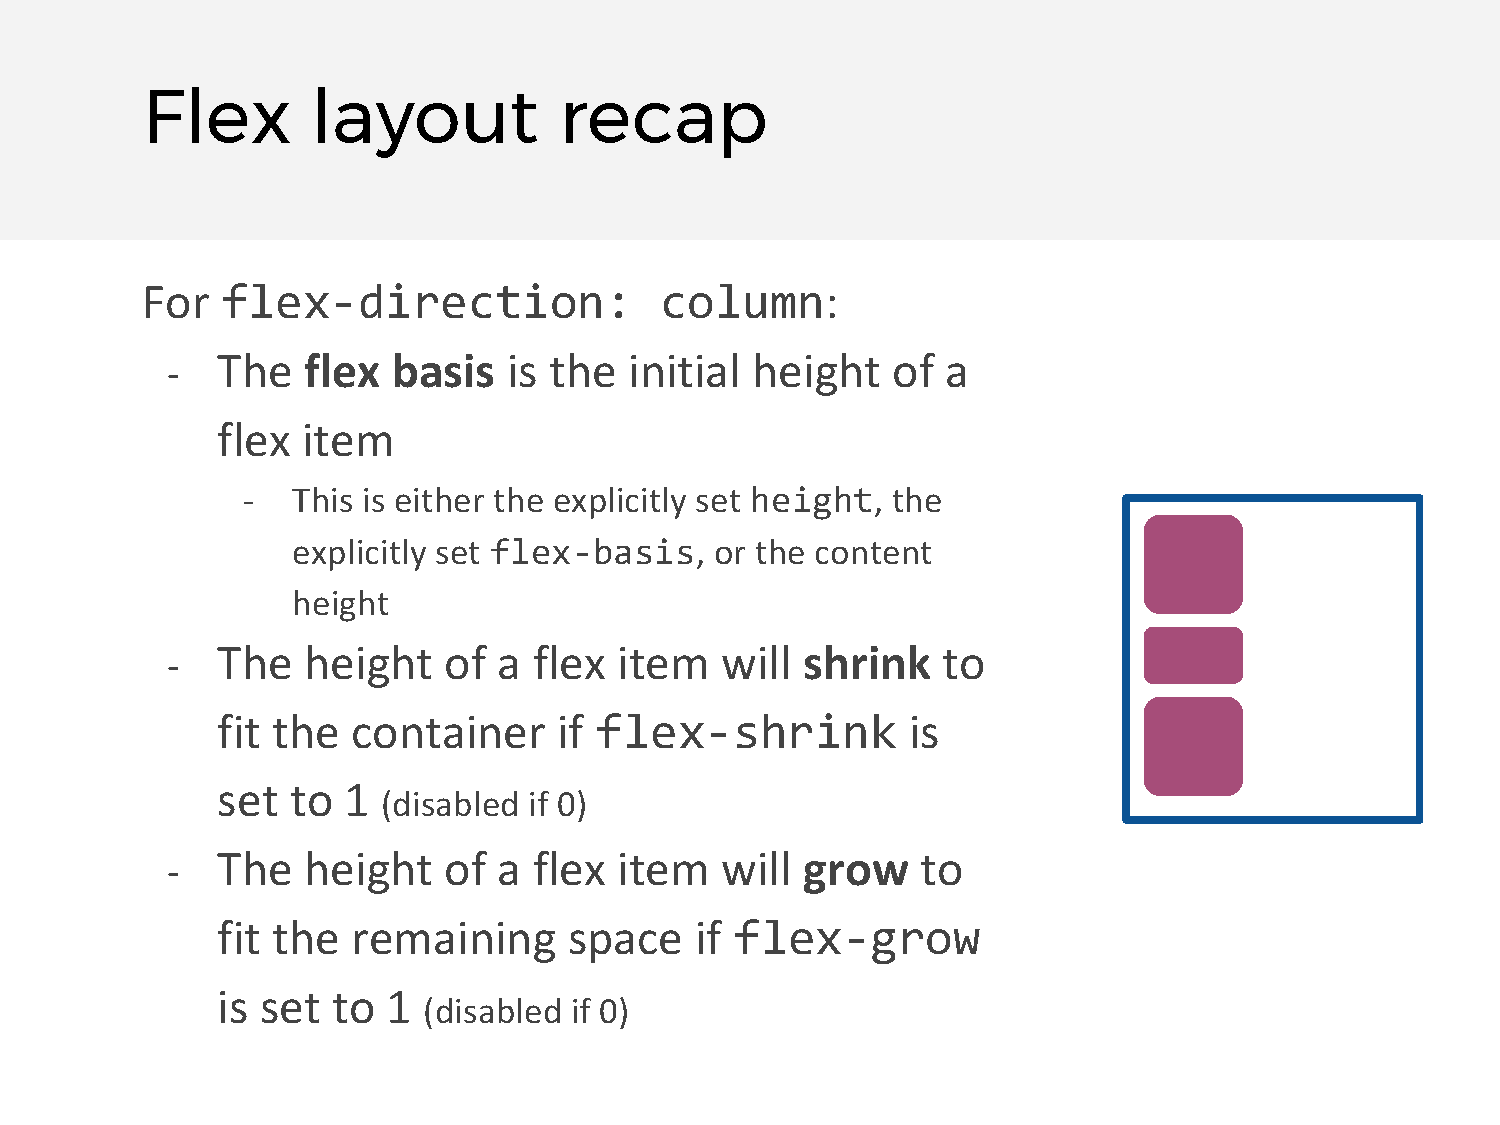 Flex layout recap
For flex-direction: column:
- The flex basis is the initial height of a
flex item
- This is either the explicitly set height, the
explicitly set flex-basis, or the content
height
- The height of a flex item will shrink to
fit the container if flex-shrink is
set to 1 (disabled if 0)
- The height of a flex item will grow to
fit the remaining space if flex-grow
is set to 1 (disabled if 0)